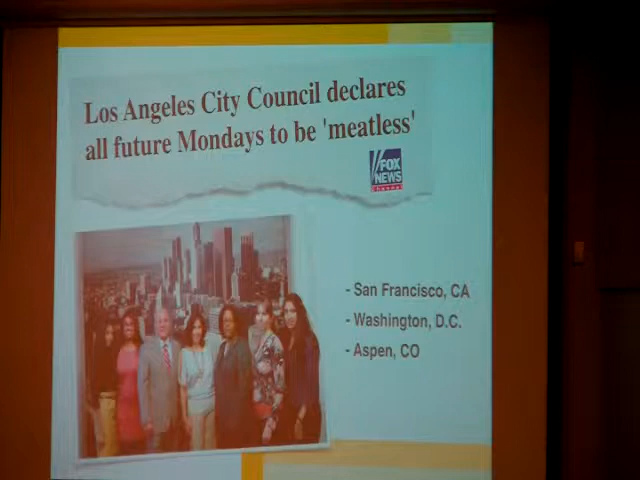 Los Angeles City Council declares
all future Mondays to be 'meatless'
FOX
NEWS
- San Francisco, CA
- Washington, D.C.
- Aspen, CO